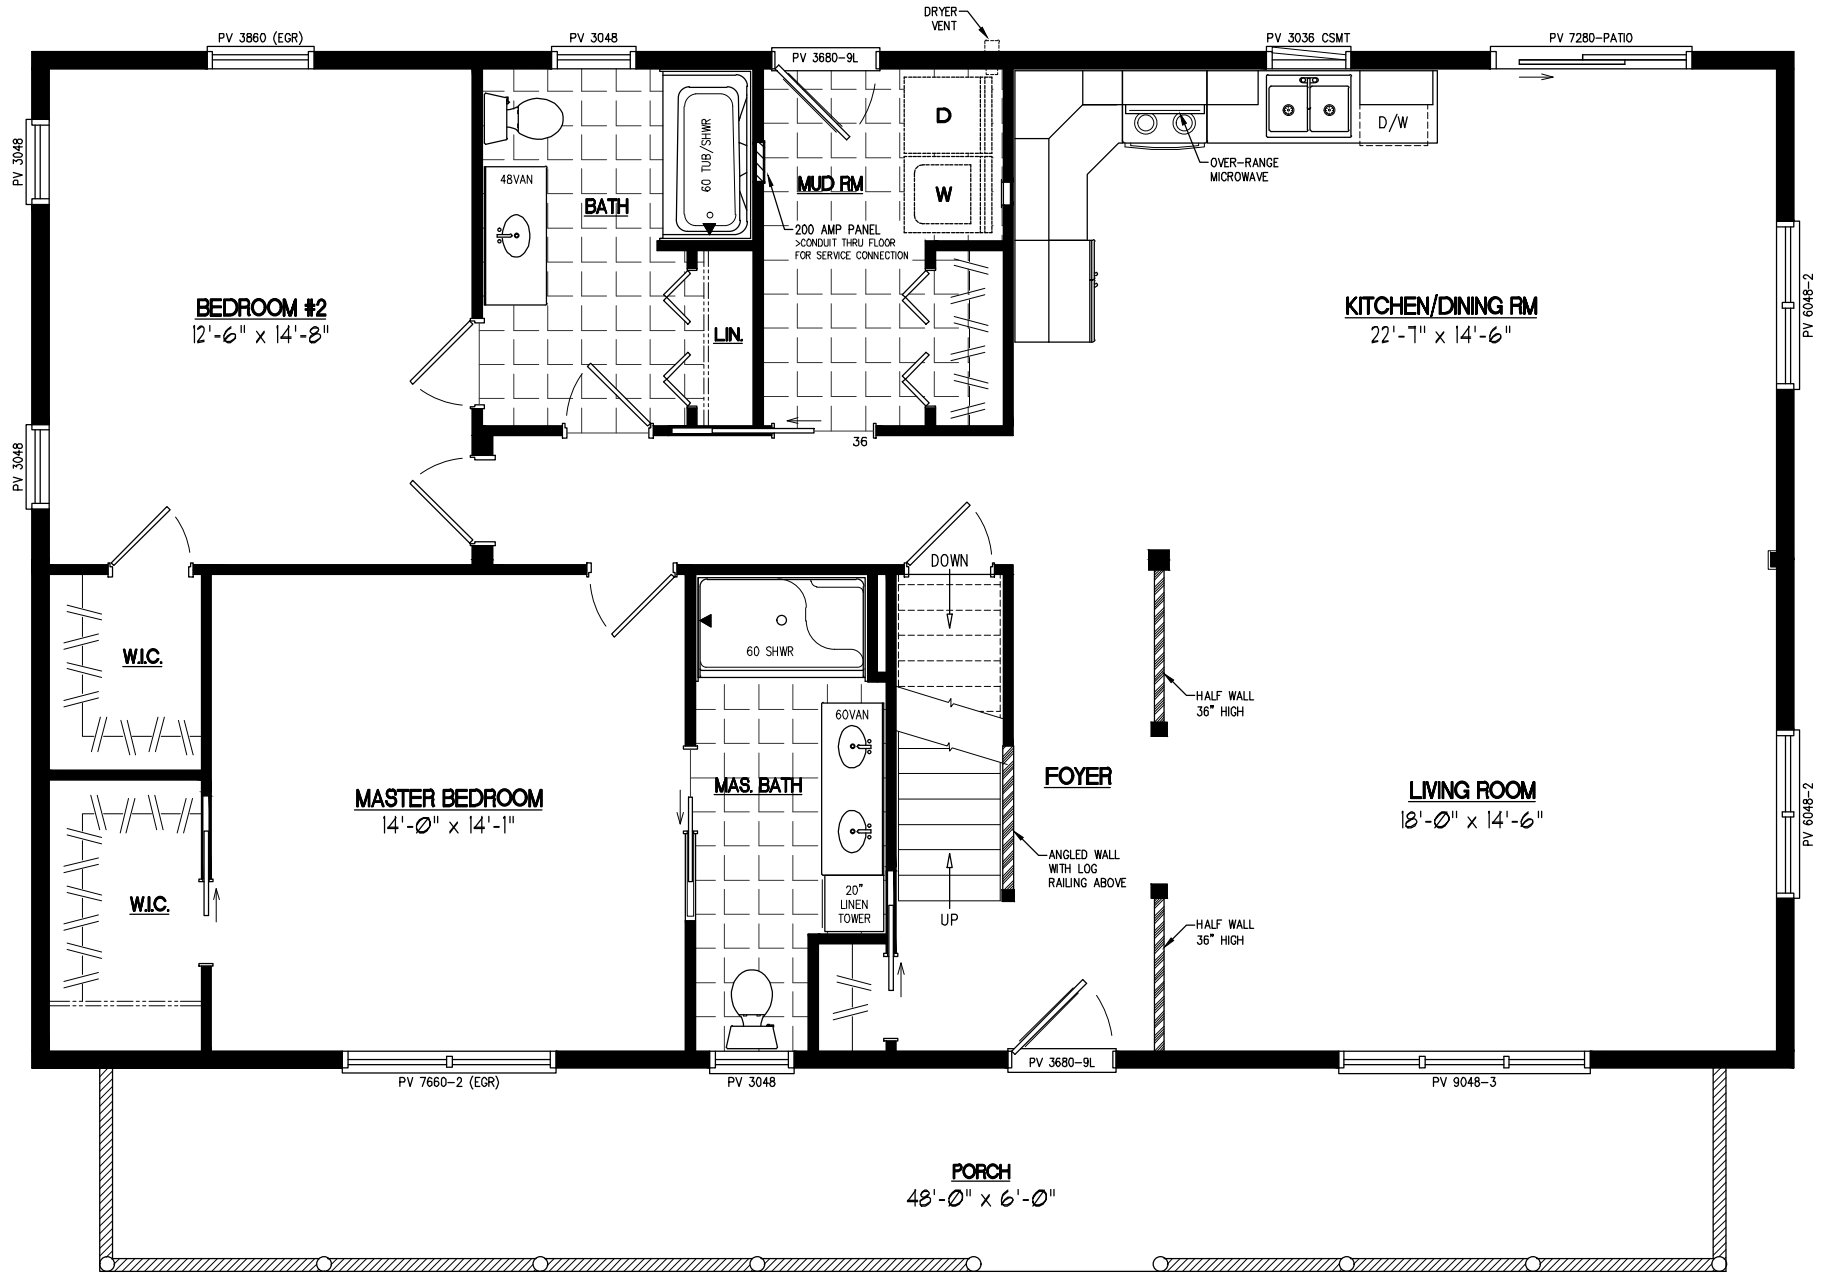 DRYER
VENT
PV 3860 (EGR)
PV 3048
PV 3680-9L
PV 3036 CSMT
PV 7280-PATIO
D
D/W
PV 3048
60 TUB/SHWR
OVER-RANGE
MICROWAVE
48VAN
MUD RM
W
BATH
200 AMP PANEL
>CONDUIT THRU FLOOR
FOR SERVICE CONNECTION
BEDROOM #2
12'-6" x 14'-8"
LIN.
KITCHEN/DINING RM
22'-7" x 14'-6"
PV 6048-2
36
PV 3048
DOWN
W.I.C.
60 SHWR
HALF WALL
36" HIGH
60VAN
MAS. BATH
FOYER
MASTER BEDROOM
14'-0" x 14'-1"
LIVING ROOM
18'-0" x 14'-6"
PV 6048-2
ANGLED WALL
WITH LOG
RAILING ABOVE
W.I.C.
20"
LINEN
TOWER
UP
HALF WALL
36" HIGH
PV 7660-2 (EGR)
PV 3048
PV 3680-9L
PV 9048-3
PORCH
48'-0" x 6'-0"